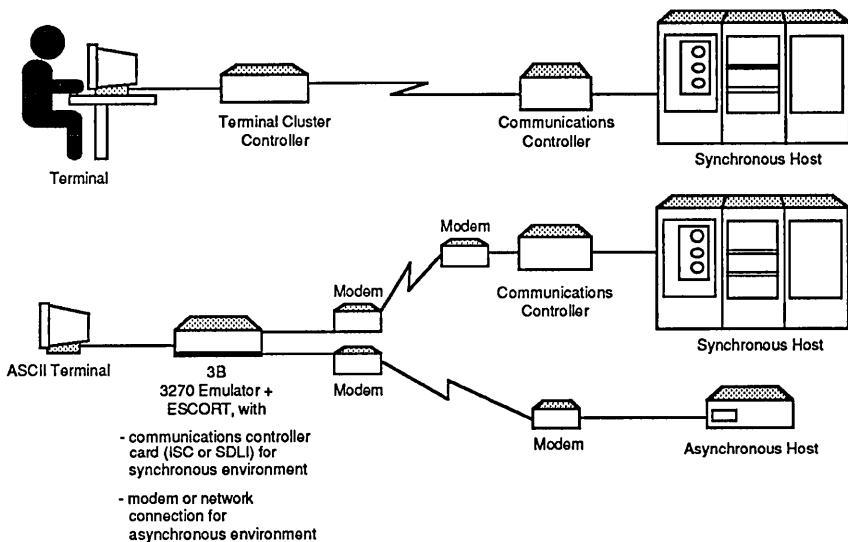 Terminal
Terminal Cluster
Controller
Communications
Controller
Synchronous Host
ASCII Terminal
3B
3270 Emulator +
ESCORT, with
- communications controller
card (ISC or SDLI) for
synchronous environment
- modem or network
connection for
asynchronous environment
Modem
Modem
Communications
Controller
Synchronous Host
Modem
Modem
Asynchronous Host